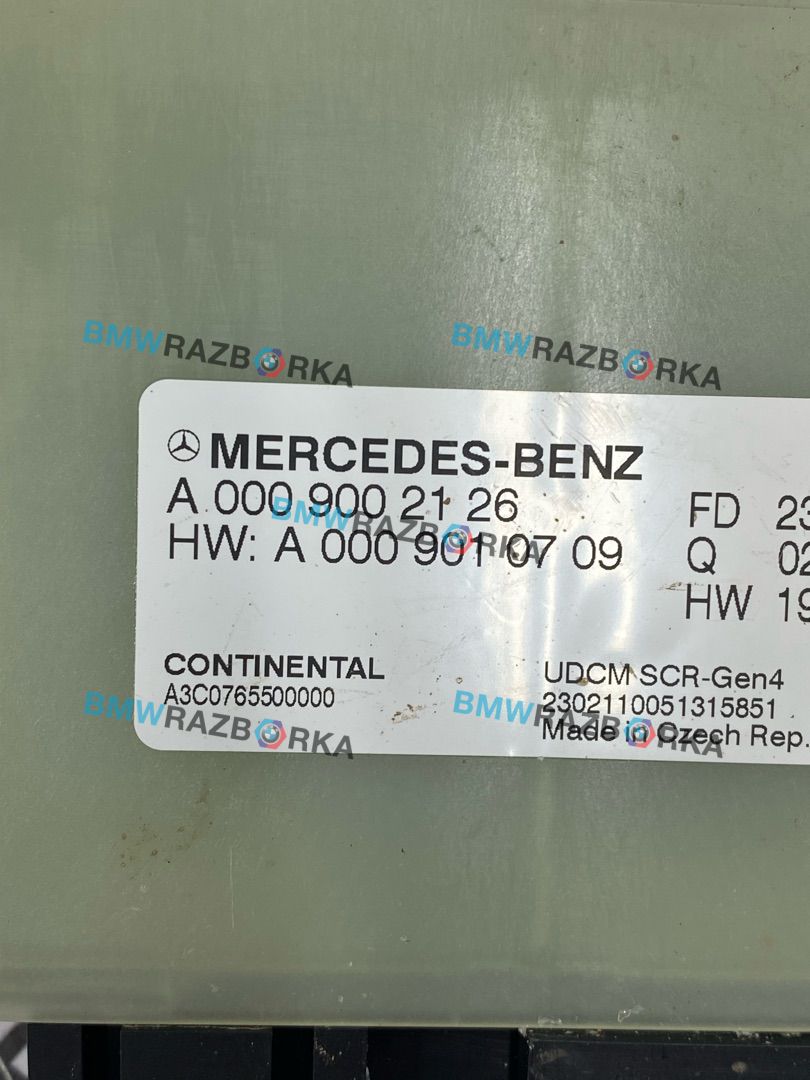 BMWRAZBORKA
BMWRAZBORKA
MERCEDES-BENZ
A 000 900 21 26
FD 23
BMWRAZBORKA
HW: A 000 901 07 09
Q 02
HW 19
CONTINENTAL
UDCM SCR-Gen4
A3C0765500000
2302110051315851
BMWRAZBORKA
BMWRAZBORKA
Made in Czech Rep.